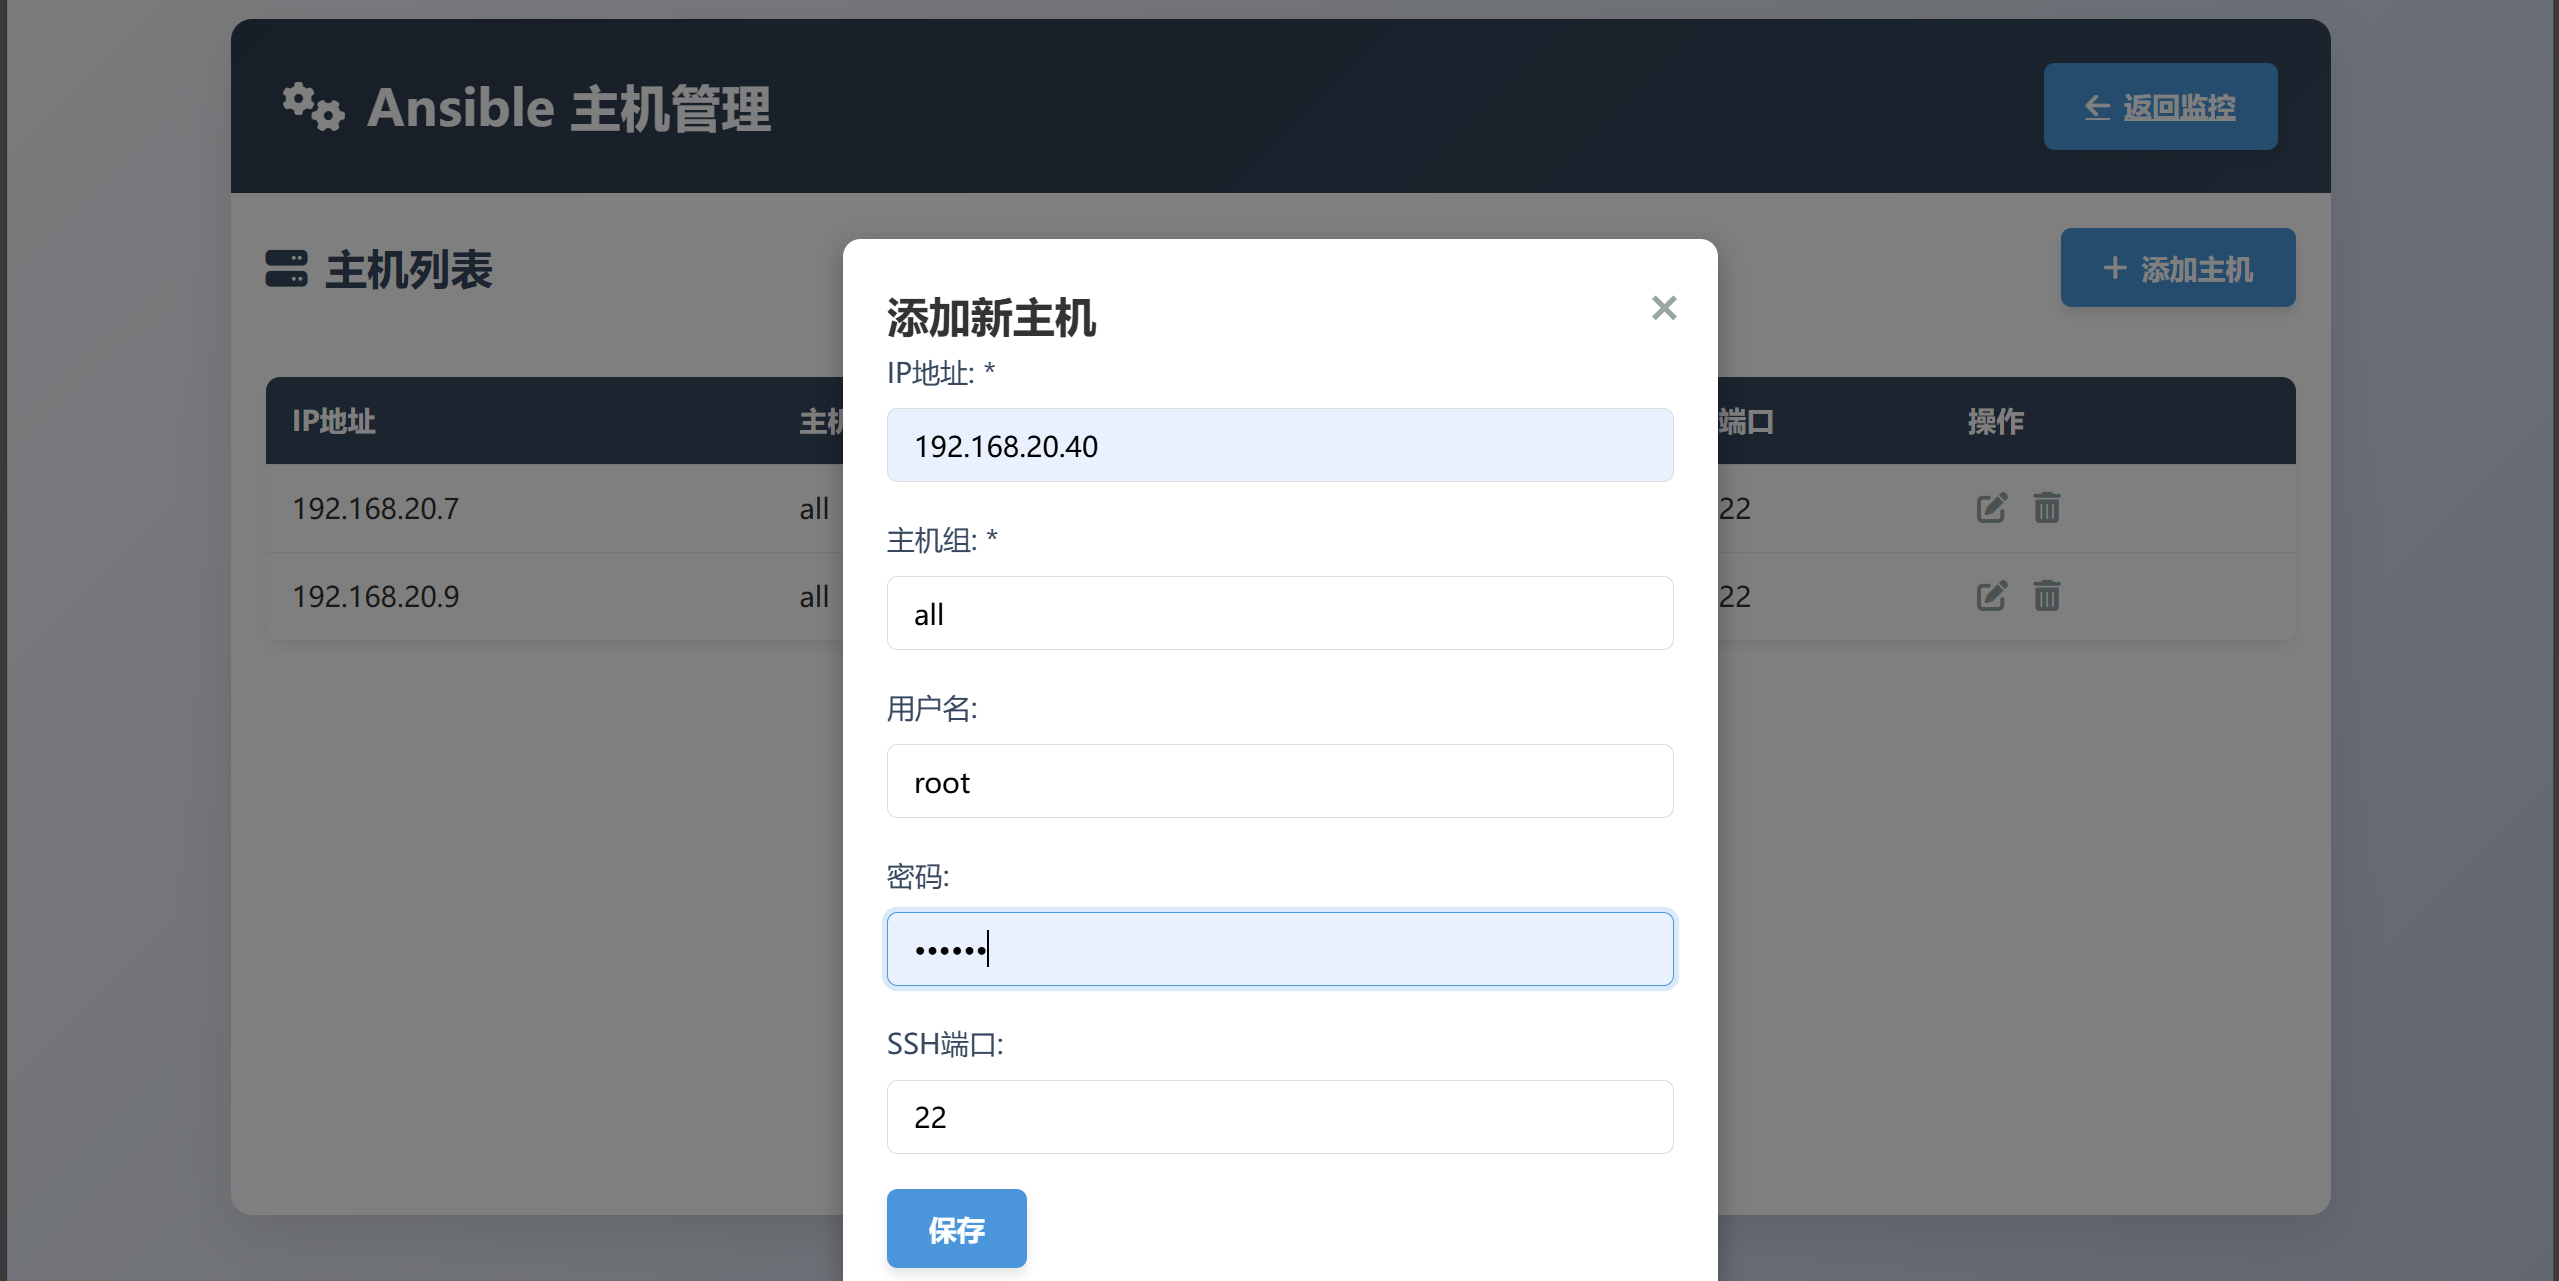 Ansible 主机管理
返回监控
主机列表
添加主机
IP地址 主机 端口 操作
192.168.20.7 all 22
192.168.20.9 all 22
添加新主机
IP地址: *
192.168.20.40
主机组: *
all
用户名:
root
密码:
••••••
SSH端口:
22
保存